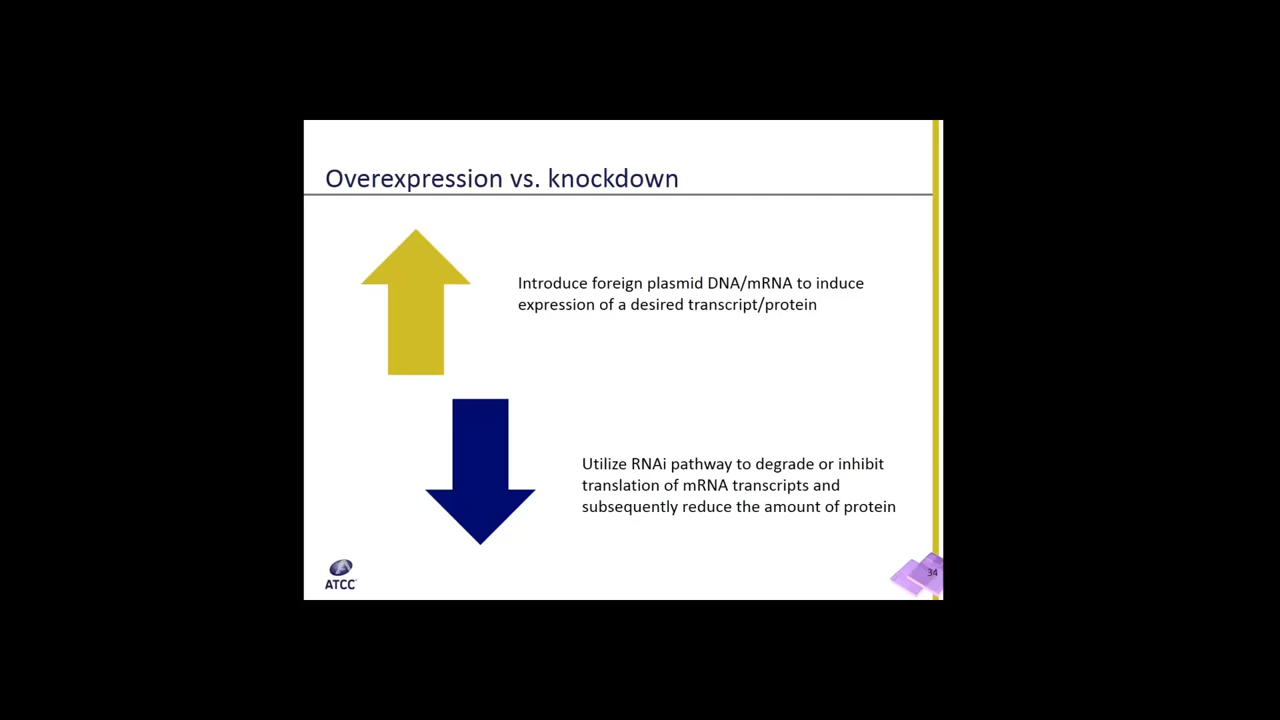 Overexpression vs. knockdown
Introduce foreign plasmid DNA/mRNA to induce
expression of a desired transcript/protein
Utilize RNAi pathway to degrade or inhibit
translation of mRNA transcripts and
subsequently reduce the amount of protein
ATCC
34